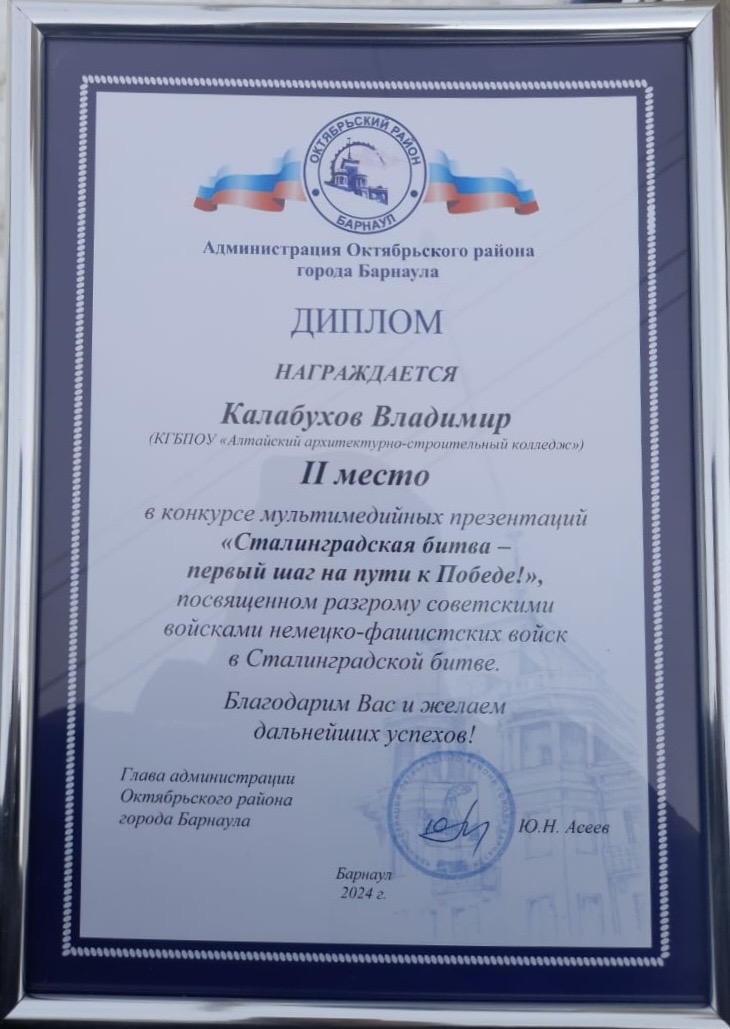 ОКТЯБРЬСКИЙ РАЙОН
БАРНАУЛ
Администрация Октябрьского района
города Барнаула
ДИПЛОМ
НАГРАЖДАЕТСЯ
Калабухов Владимир
(КГБПОУ «Алтайский архитектурно-строительный колледж»)
II место
в конкурсе мультимедийных презентаций
«Сталинградская битва –
первый шаг на пути к Победе!»,
посвященном разгрому советскими
войсками немецко-фашистских войск
в Сталинградской битве.
Благодарим Вас и желаем
дальнейших успехов!
Глава администрации
Октябрьского района
города Барнаула
Ю.Н. Асеев
Барнаул
2024 г.